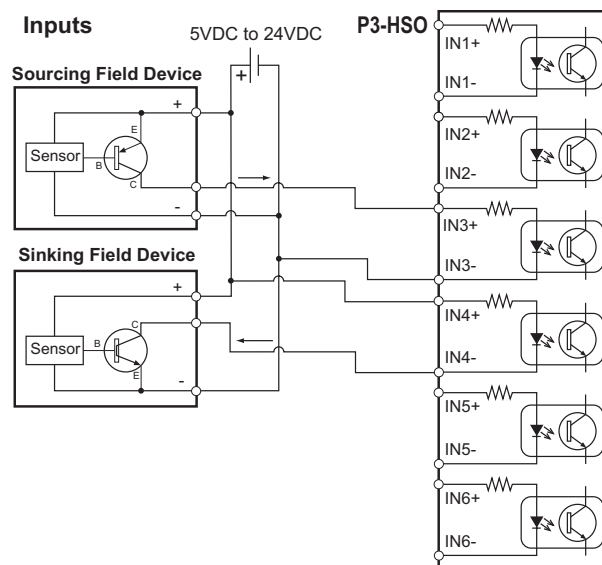 Inputs
5VDC to 24VDC
P3-HSO
+
Sourcing Field Device
+
Sensor
E
B
C
-
Sinking Field Device
+
Sensor
C
B
E
-
IN1+
IN1-
IN2+
IN2-
IN3+
IN3-
IN4+
IN4-
IN5+
IN5-
IN6+
IN6-